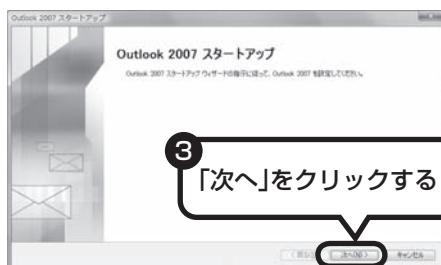 Outlook 2007 スタートアップ
Outlook 2007 スタートアップ
Outlook 2007 スタートアップ ウィザードの指示に従って、Outlook 2007 を設定してください。
3
「次へ」をクリックする
次へ(N) >
キャンセル